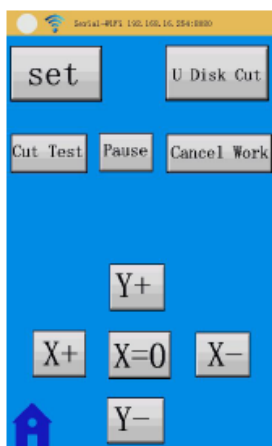 Serial-WIFI 192.168.16.254:8080
set
U Disk Cut
Cut Test
Pause
Cancel Work
Y+
X+
X=0
X-
Y-